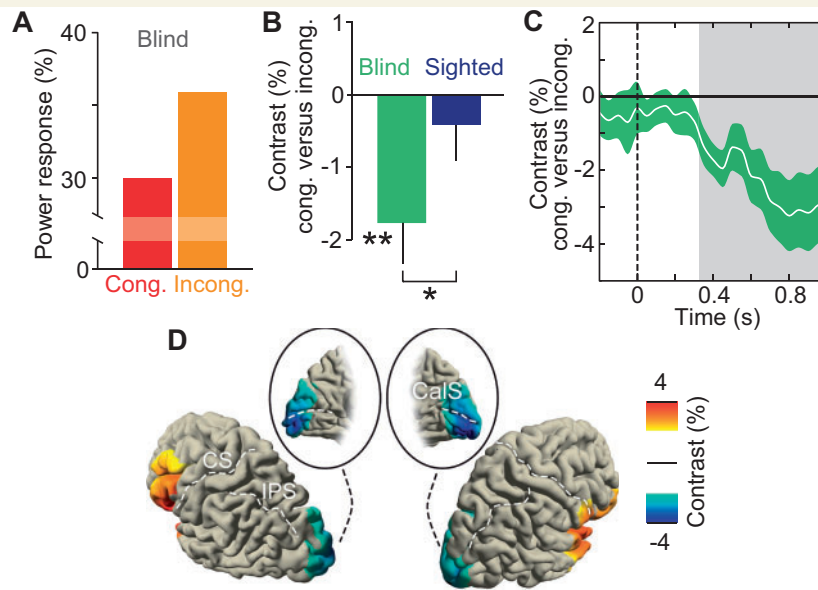 A
Blind
Power response (%)
40
30
0
Cong.
Incong.
B
Contrast (%)
cong. versus incong.
1
0
-1
-2
Blind
Sighted
**
*
C
Contrast (%)
cong. versus incong.
2
0
-2
-4
0
0.4
0.8
Time (s)
D
CS
IPS
CalS
4
Contrast (%)
-4